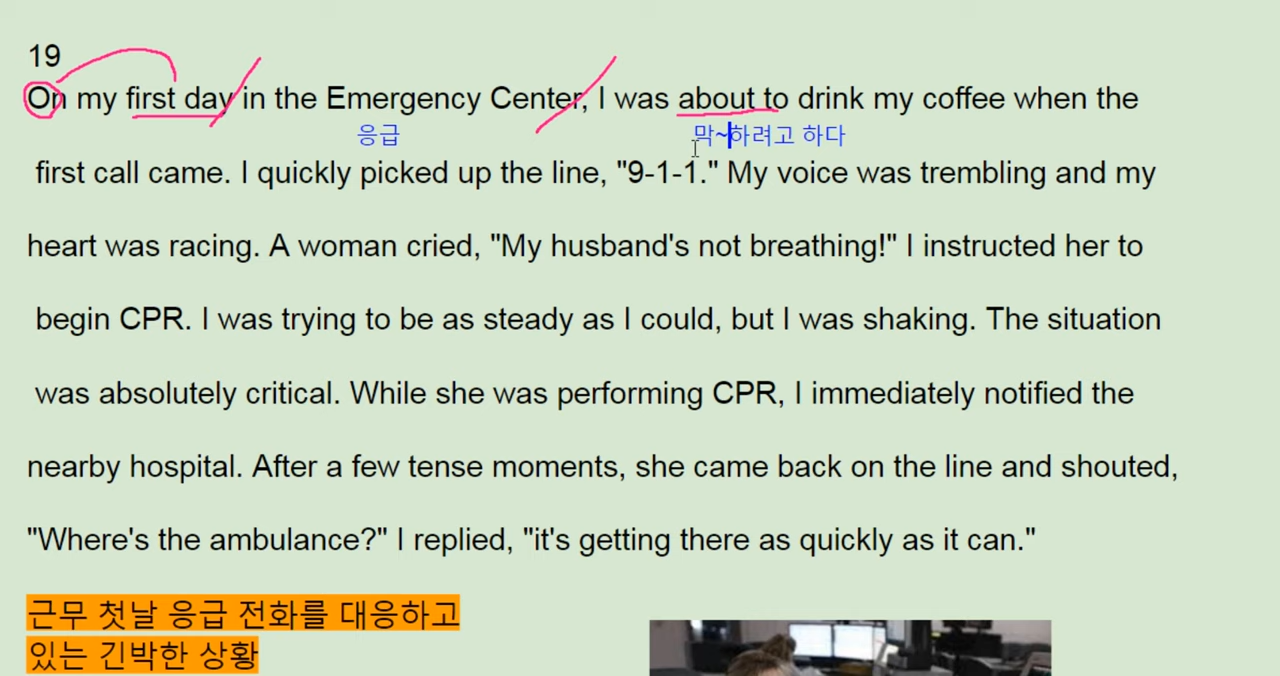 19
On my first day in the Emergency Center, I was about to drink my coffee when the
응급 막~하려고 하다
first call came. I quickly picked up the line, "9-1-1." My voice was trembling and my
heart was racing. A woman cried, "My husband's not breathing!" I instructed her to
begin CPR. I was trying to be as steady as I could, but I was shaking. The situation
was absolutely critical. While she was performing CPR, I immediately notified the
nearby hospital. After a few tense moments, she came back on the line and shouted,
"Where's the ambulance?" I replied, "it's getting there as quickly as it can."
근무 첫날 응급 전화를 대응하고
있는 긴박한 상황